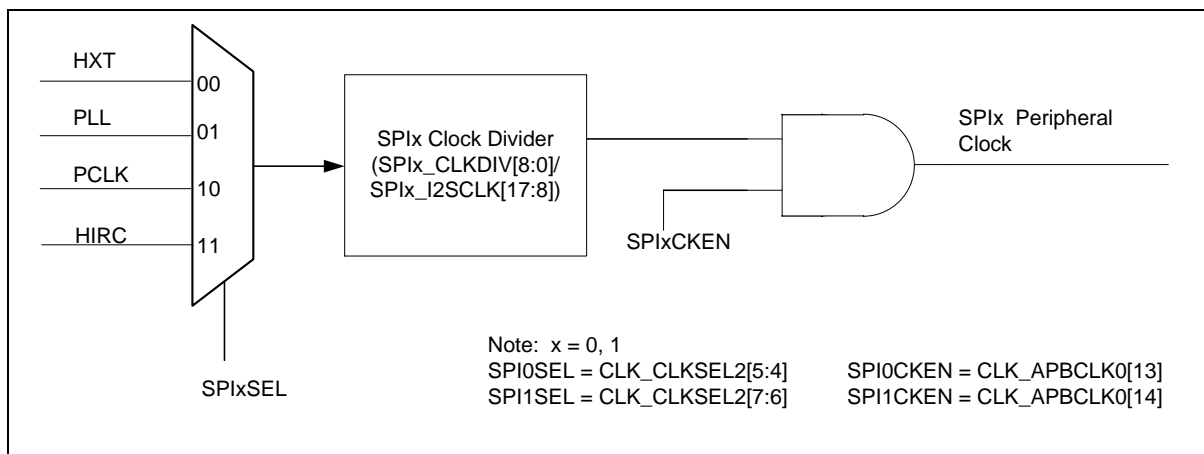 HXT
00
PLL
01
PCLK
10
HIRC
11
SPIxSEL
SPIx Clock Divider
(SPIx_CLKDIV[8:0]/
SPIx_I2SCLK[17:8])
SPIxCKEN
SPIx Peripheral
Clock
Note: x = 0, 1
SPI0SEL = CLK_CLKSEL2[5:4] SPI0CKEN = CLK_APBCLK0[13]
SPI1SEL = CLK_CLKSEL2[7:6] SPI1CKEN = CLK_APBCLK0[14]